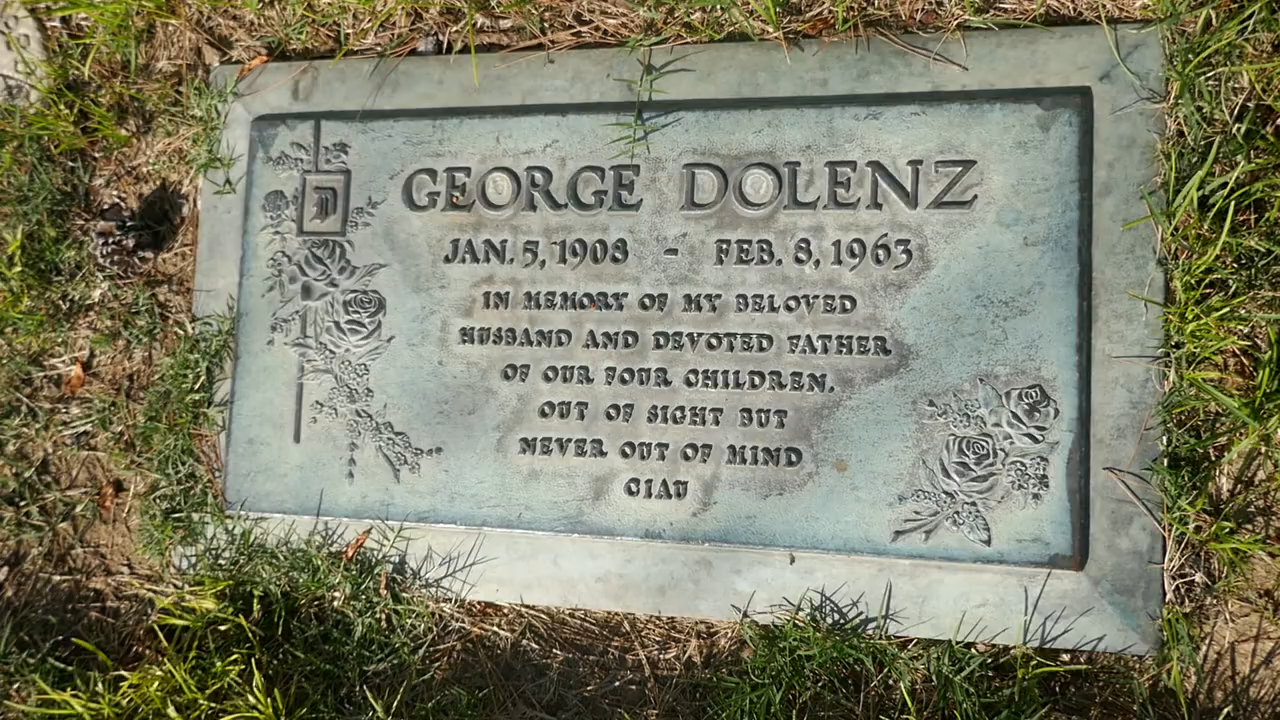 D
GEORGE DOLENZ
JAN. 5, 1908 - FEB. 8, 1963
IN MEMORY OF MY BELOVED
HUSBAND AND DEVOTED FATHER
OF OUR FOUR CHILDREN.
OUT OF SIGHT BUT
NEVER OUT OF MIND
CIAU